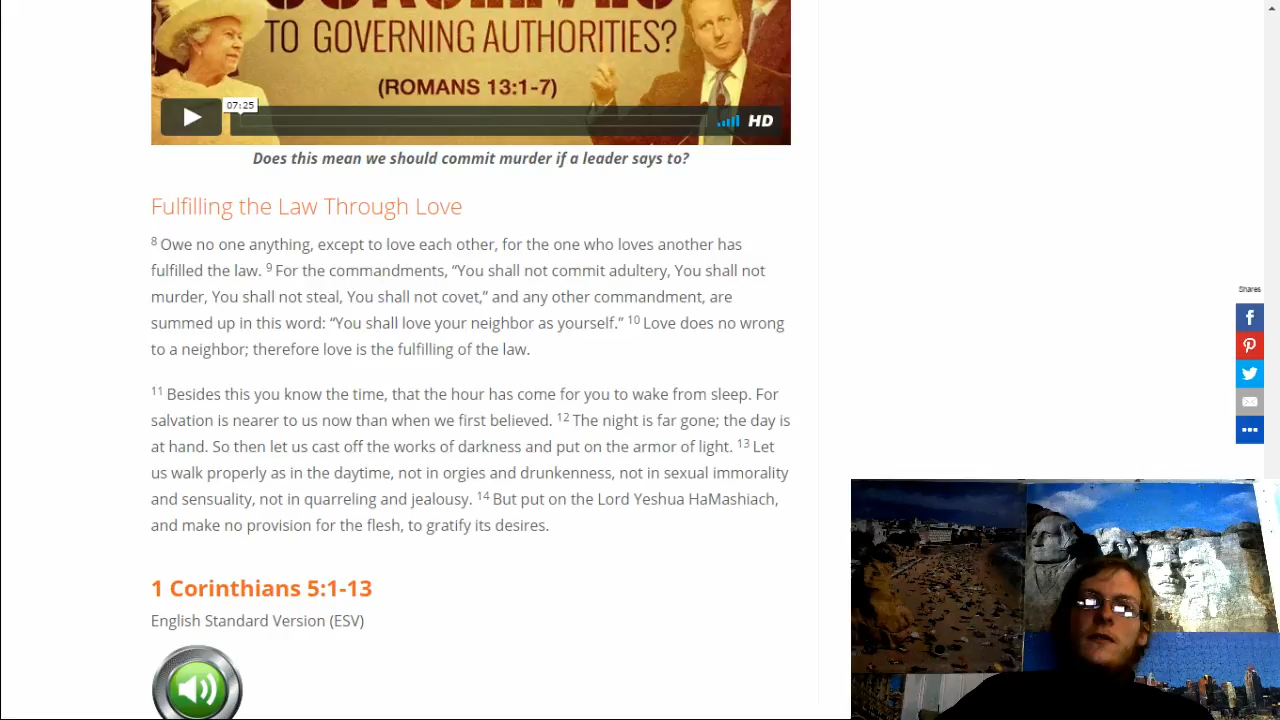 TO GOVERNING AUTHORITIES?
(ROMANS 13:1-7)
07:25
HD
Does this mean we should commit murder if a leader says to?
Fulfilling the Law Through Love
8 Owe no one anything, except to love each other, for the one who loves another has
fulfilled the law. 9 For the commandments, “You shall not commit adultery, You shall not
murder, You shall not steal, You shall not covet,” and any other commandment, are
summed up in this word: “You shall love your neighbor as yourself.” 10 Love does no wrong
to a neighbor; therefore love is the fulfilling of the law.
11 Besides this you know the time, that the hour has come for you to wake from sleep. For
salvation is nearer to us now than when we first believed. 12 The night is far gone; the day is
at hand. So then let us cast off the works of darkness and put on the armor of light. 13 Let
us walk properly as in the daytime, not in orgies and drunkenness, not in sexual immorality
and sensuality, not in quarreling and jealousy. 14 But put on the Lord Yeshua HaMashiach,
and make no provision for the flesh, to gratify its desires.
1 Corinthians 5:1-13
English Standard Version (ESV)
Shares